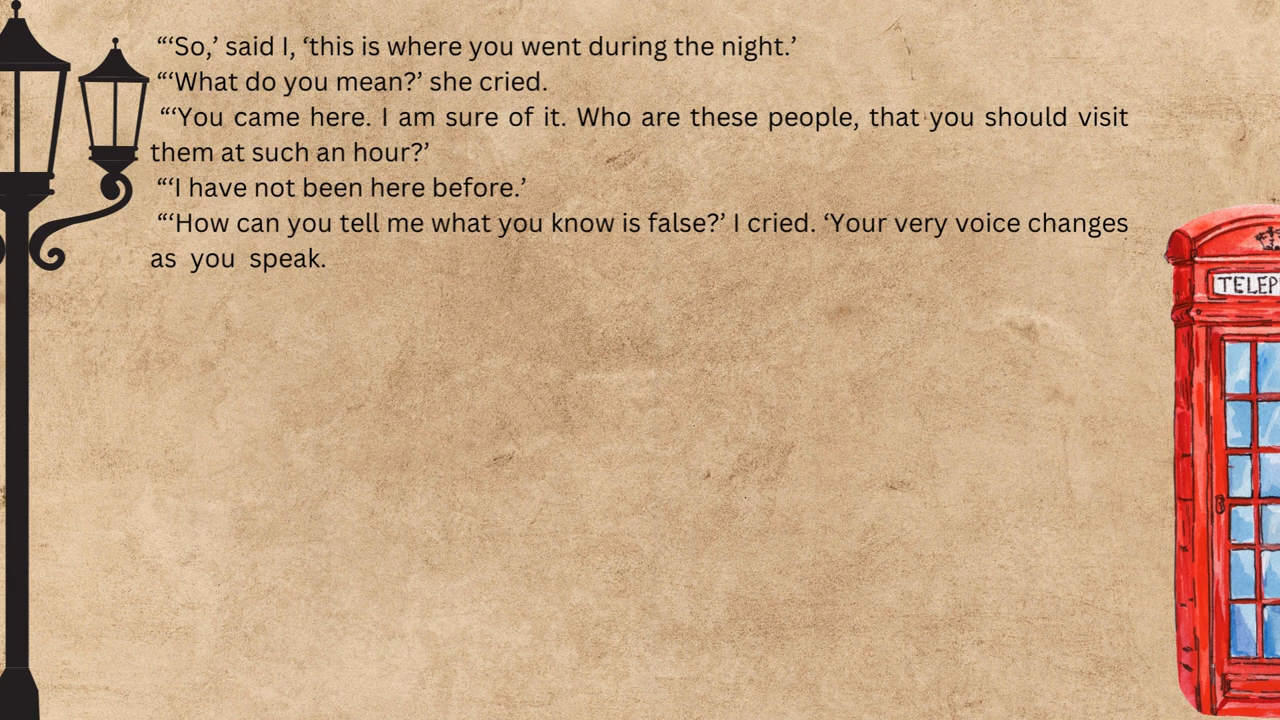 “‘So,’ said I, ‘this is where you went during the night.’
“‘What do you mean?’ she cried.
“‘You came here. I am sure of it. Who are these people, that you should visit
them at such an hour?’
“‘I have not been here before.’
“‘How can you tell me what you know is false?’ I cried. ‘Your very voice changes
as you speak.
TELEP